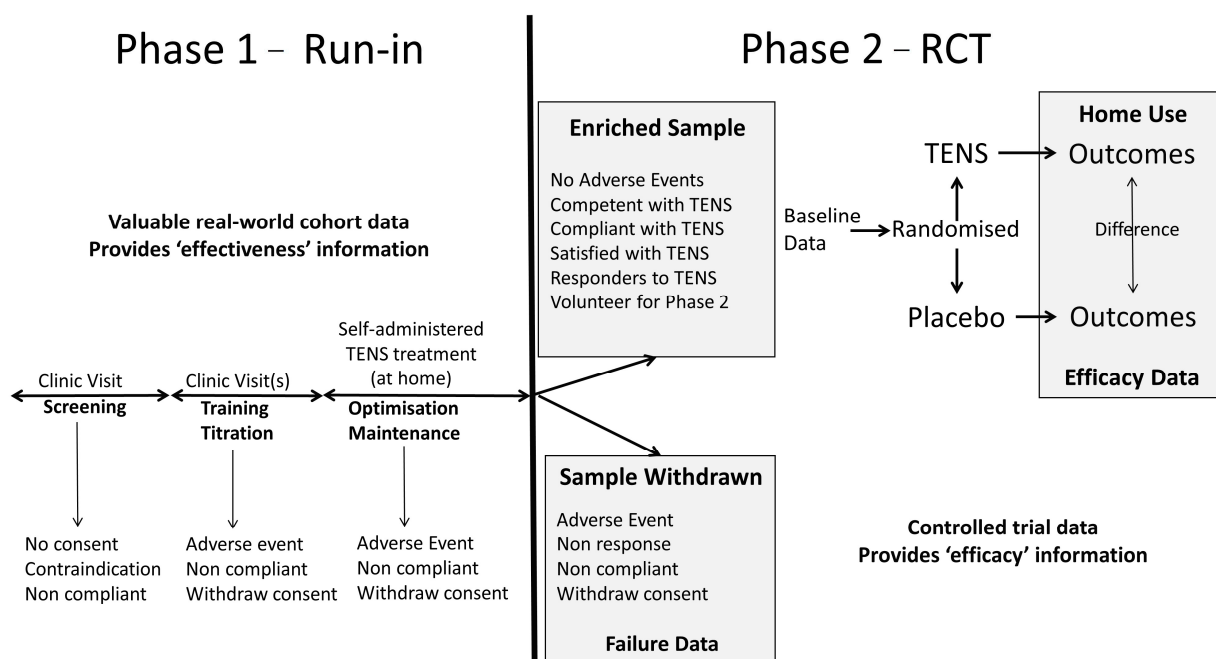 Phase 1 – Run-in
Valuable real-world cohort data
Provides ‘effectiveness’ information
Clinic Visit
Screening
Clinic Visit(s)
Training
Titration
Self-administered
TENS treatment
(at home)
Optimisation
Maintenance
No consent
Contraindication
Non compliant
Adverse event
Non compliant
Withdraw consent
Adverse Event
Non compliant
Withdraw consent
Phase 2 – RCT
Enriched Sample
No Adverse Events
Competent with TENS
Compliant with TENS
Satisfied with TENS
Responders to TENS
Volunteer for Phase 2
Baseline
Data
Randomised
TENS
Placebo
Home Use
Outcomes
Difference
Outcomes
Efficacy Data
Sample Withdrawn
Adverse Event
Non response
Non compliant
Withdraw consent
Failure Data
Controlled trial data
Provides ‘efficacy’ information